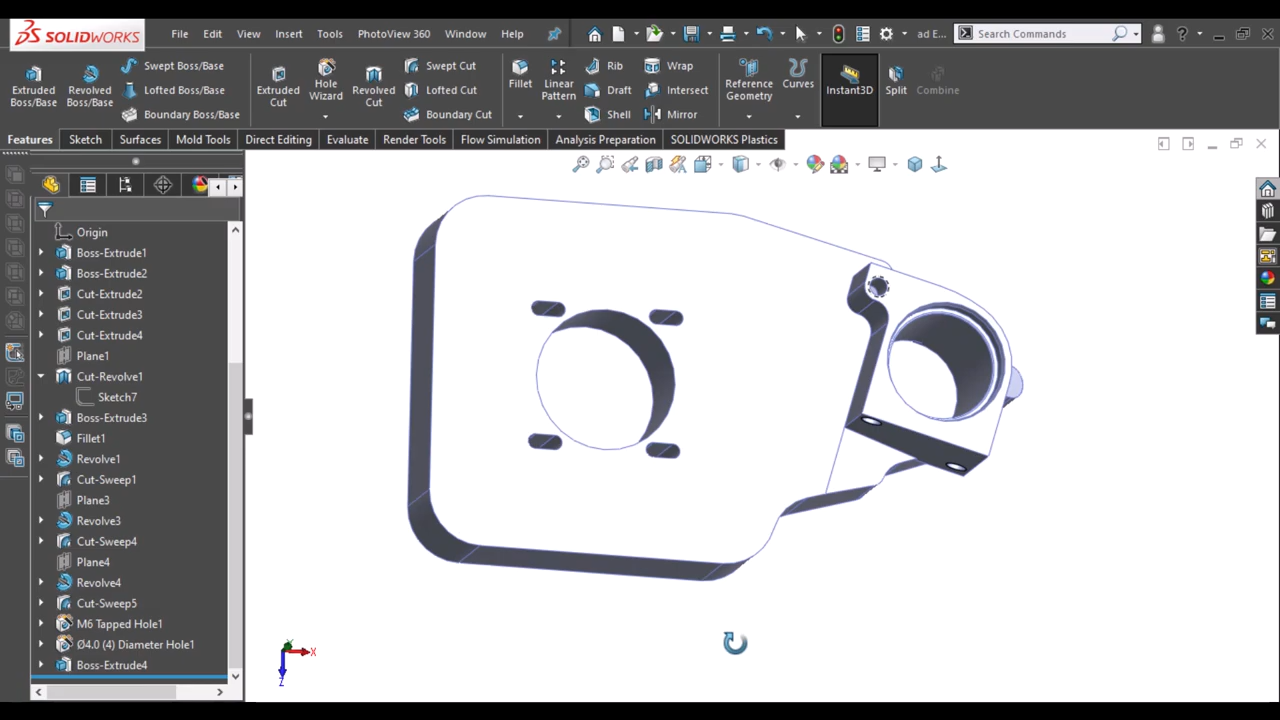 SOLIDWORKS File Edit View Insert Tools PhotoView 360 Window Help ad E... Search Commands
Extruded Boss/Base
Revolved Boss/Base
Swept Boss/Base
Lofted Boss/Base
Boundary Boss/Base
Extruded Cut
Hole Wizard
Revolved Cut
Swept Cut
Lofted Cut
Boundary Cut
Fillet
Linear Pattern
Rib
Draft
Shell
Wrap
Intersect
Mirror
Reference Geometry
Curves
Instant3D
Split
Combine
Features Sketch Surfaces Mold Tools Direct Editing Evaluate Render Tools Flow Simulation Analysis Preparation SOLIDWORKS Plastics
Origin
Boss-Extrude1
Boss-Extrude2
Cut-Extrude2
Cut-Extrude3
Cut-Extrude4
Plane1
Cut-Revolve1
Sketch7
Boss-Extrude3
Fillet1
Revolve1
Cut-Sweep1
Plane3
Revolve3
Cut-Sweep4
Plane4
Revolve4
Cut-Sweep5
M6 Tapped Hole1
Ø4.0 (4) Diameter Hole1
Boss-Extrude4
Y
X
Z